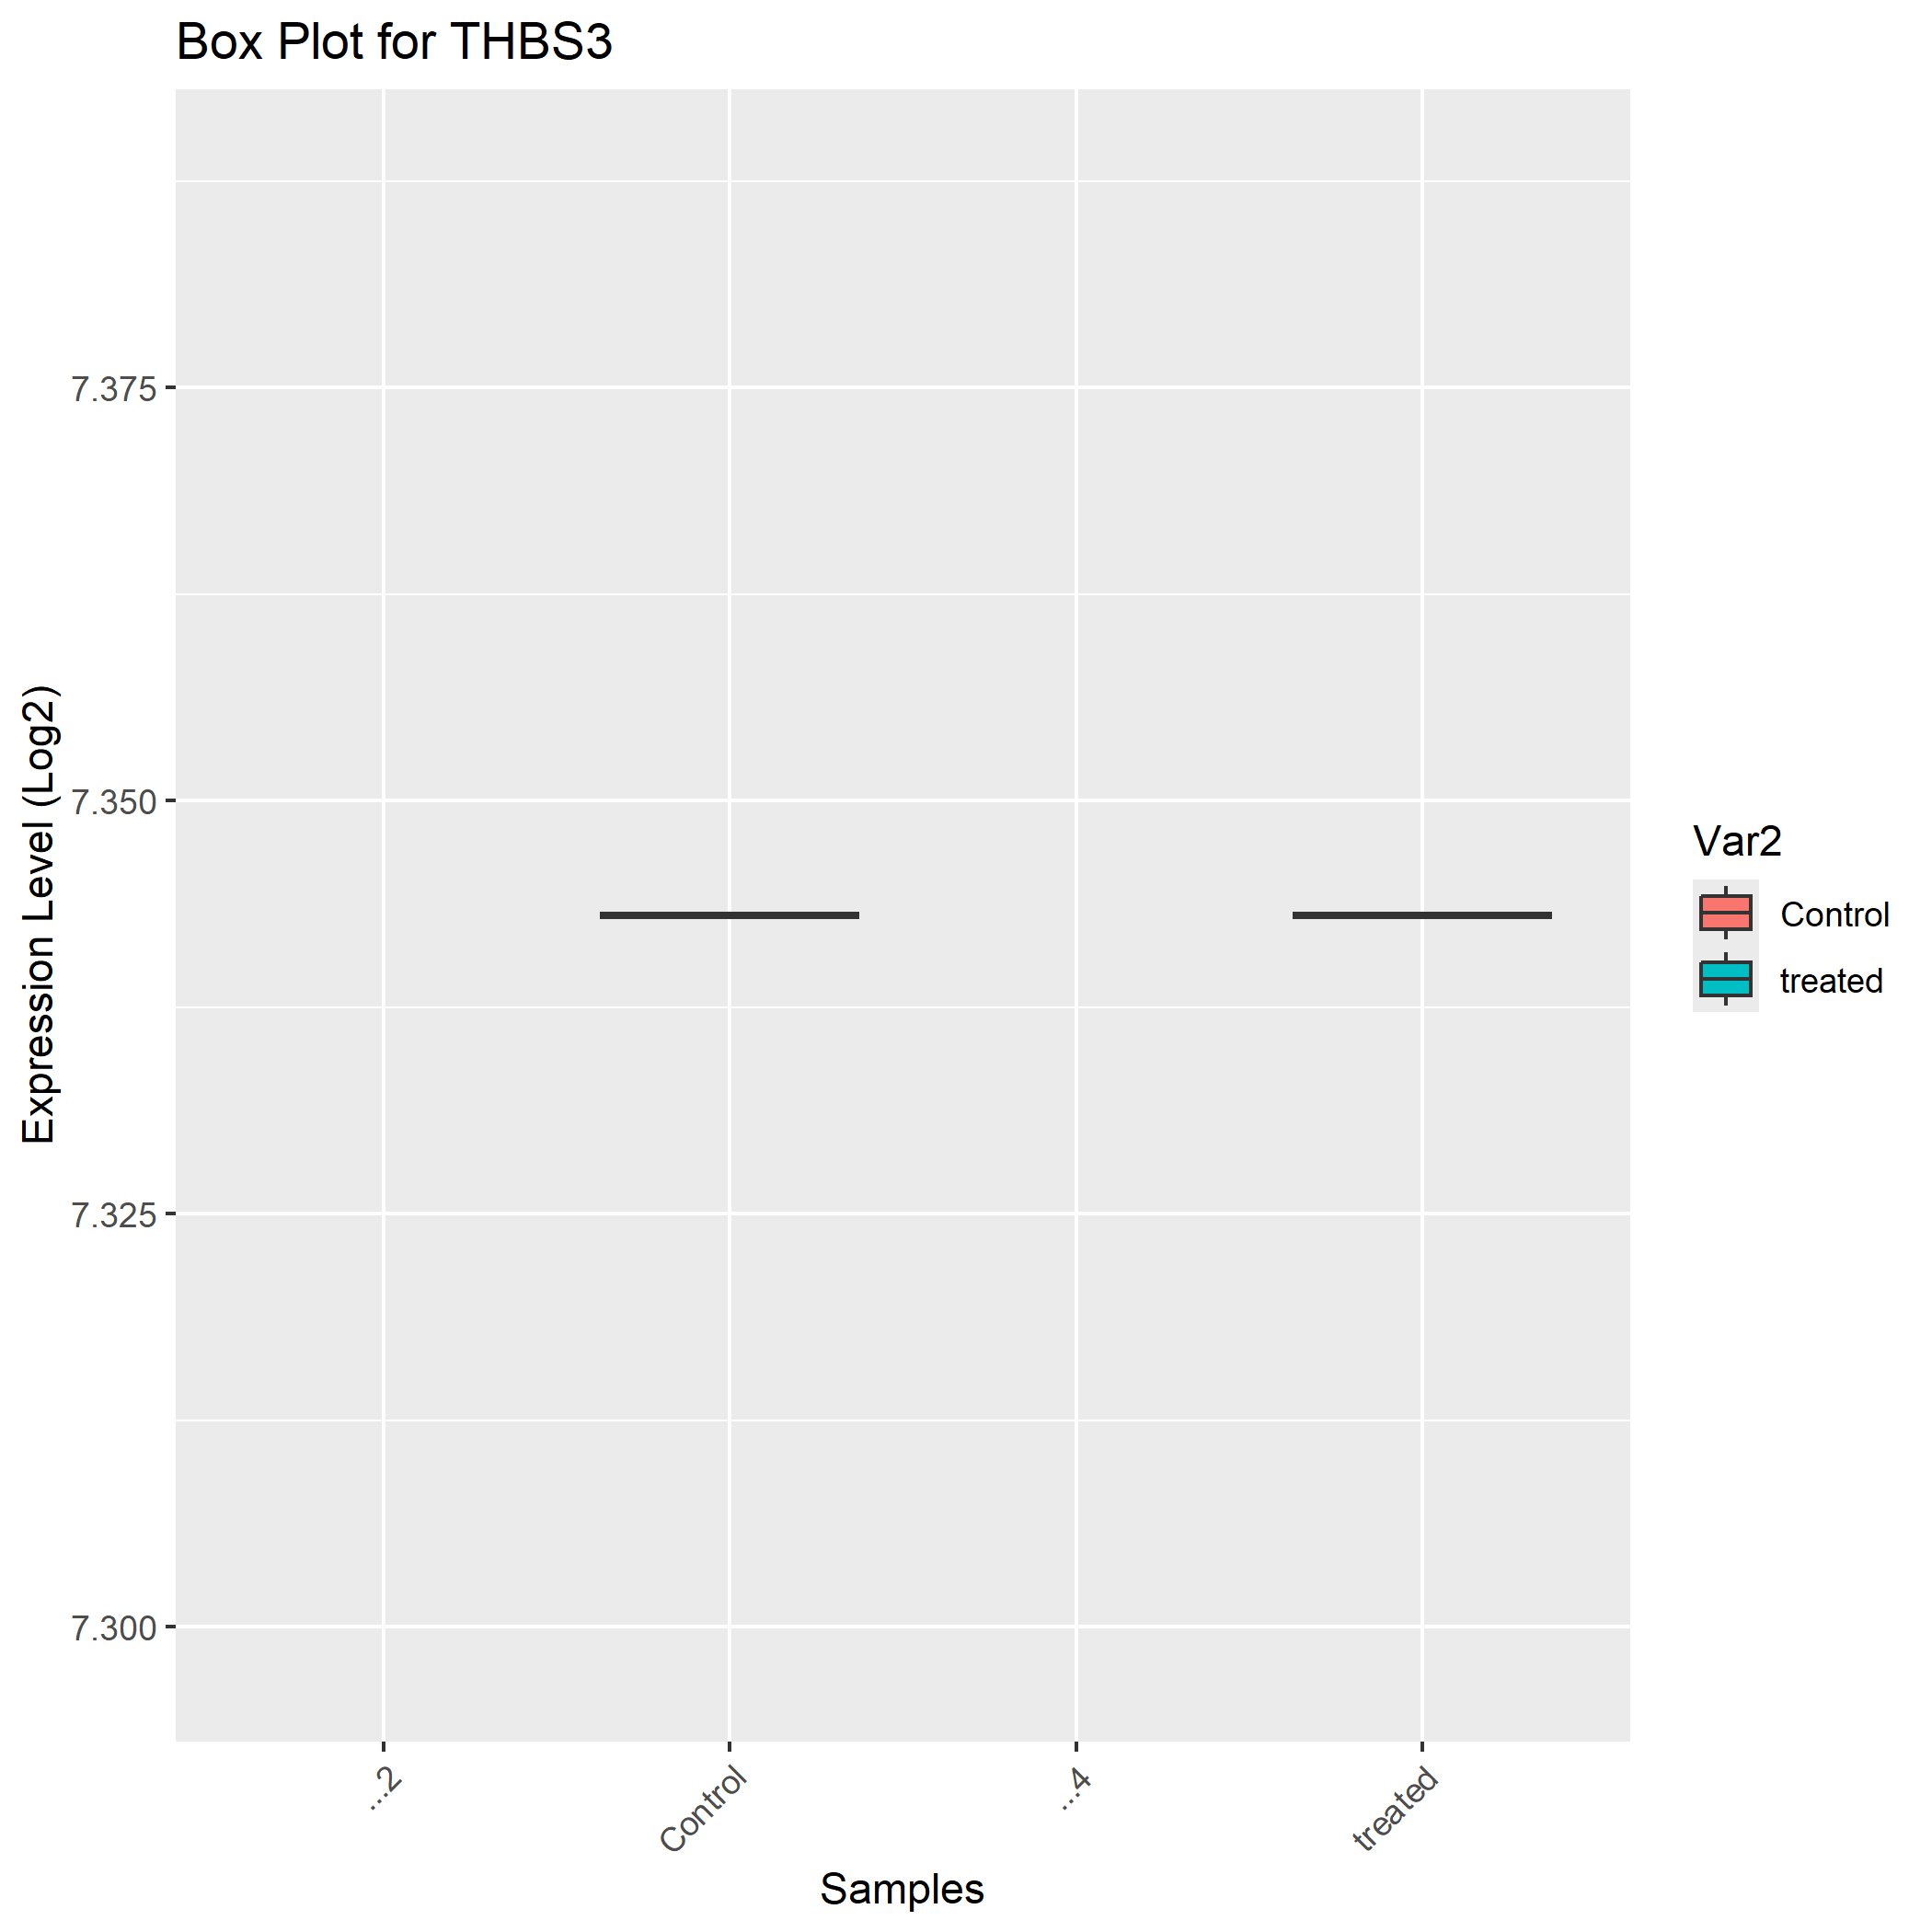 Box Plot for THBS3
Expression Level (Log2)
7.375
7.350
7.325
7.300
...2
Control
...4
treated
Samples
Var2
Control
treated